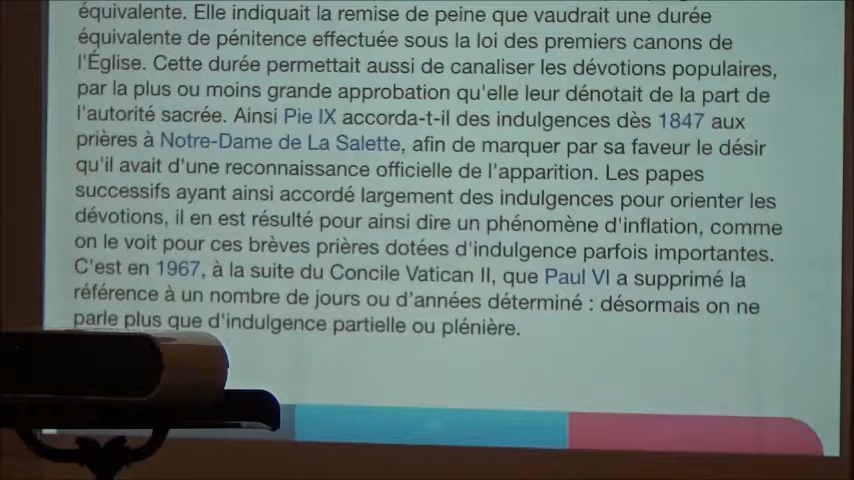 équivalente. Elle indiquait la remise de peine que vaudrait une durée
équivalente de pénitence effectuée sous la loi des premiers canons de
l'Église. Cette durée permettait aussi de canaliser les dévotions populaires,
par la plus ou moins grande approbation qu'elle leur dénotait de la part de
l'autorité sacrée. Ainsi Pie IX accorda-t-il des indulgences dès 1847 aux
prières à Notre-Dame de La Salette, afin de marquer par sa faveur le désir
qu'il avait d'une reconnaissance officielle de l'apparition. Les papes
successifs ayant ainsi accordé largement des indulgences pour orienter les
dévotions, il en est résulté pour ainsi dire un phénomène d'inflation, comme
on le voit pour ces brèves prières dotées d'indulgence parfois importantes.
C'est en 1967, à la suite du Concile Vatican II, que Paul VI a supprimé la
référence à un nombre de jours ou d'années déterminé : désormais on ne
parle plus que d'indulgence partielle ou plénière.